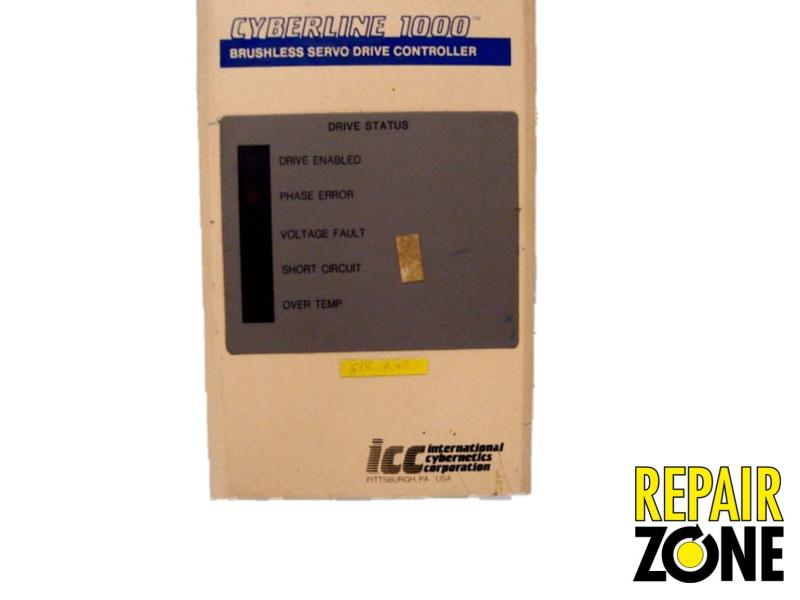 CYBERLINE 1000™
BRUSHLESS SERVO DRIVE CONTROLLER
DRIVE STATUS
DRIVE ENABLED
PHASE ERROR
VOLTAGE FAULT
SHORT CIRCUIT
OVER TEMP
icc international
cybernetics
corporation
PITTSBURGH, PA USA
REPAIR
ZONE